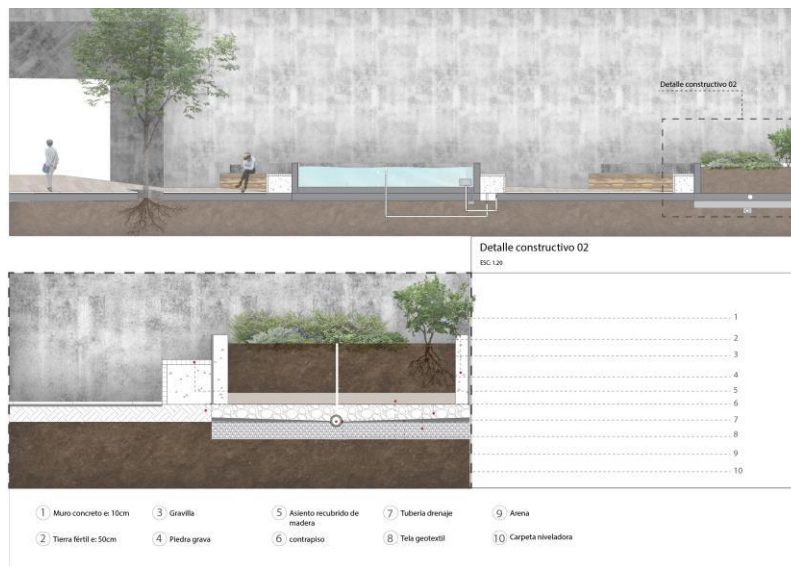 Detalle constructivo 02
Detalle constructivo 02
ESC: 1.20
1
2
3
4
5
6
7
8
9
10
1 Muro concreto e: 10cm
3 Gravilla
5 Asiento recubrido de
madera
7 Tubería drenaje
9 Arena
2 Tierra fértil e: 50cm
4 Piedra grava
6 contrapiso
8 Tela geotextil
10 Carpeta niveladora